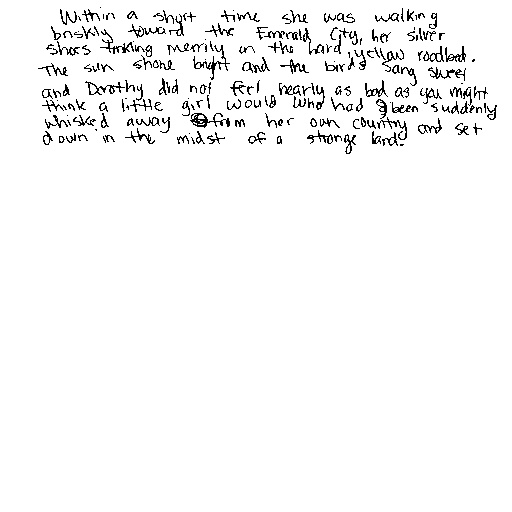 Within a short time she was walking
briskly toward the Emerald City, her silver
shoes tinkling merrily on the hard, yellow roadbed.
The sun shone bright and the birds sang sweet
and Dorothy did not feel nearly as bad as you might
think a little girl would who had been suddenly
whisked away from her own country and set
down in the midst of a strange land.